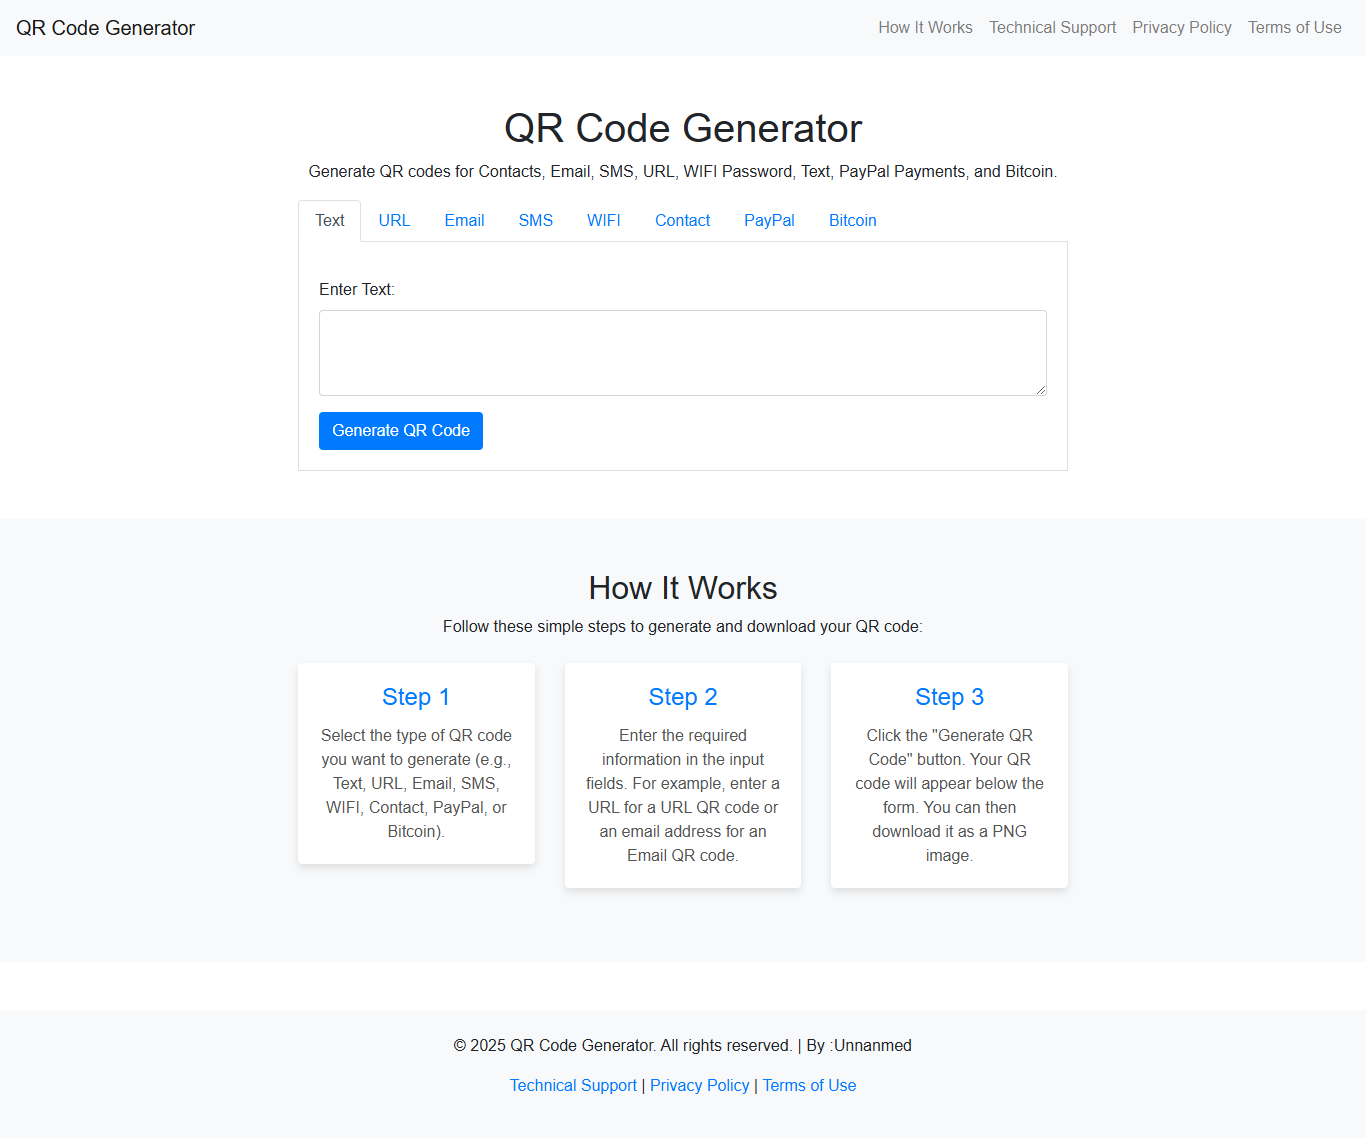 QR Code Generator
How It Works Technical Support Privacy Policy Terms of Use
QR Code Generator
Generate QR codes for Contacts, Email, SMS, URL, WIFI Password, Text, PayPal Payments, and Bitcoin.
Text URL Email SMS WIFI Contact PayPal Bitcoin
Enter Text:
Generate QR Code
How It Works
Follow these simple steps to generate and download your QR code:
Step 1
Select the type of QR code
you want to generate (e.g.,
Text, URL, Email, SMS,
WIFI, Contact, PayPal, or
Bitcoin).
Step 2
Enter the required
information in the input
fields. For example, enter a
URL for a URL QR code or
an email address for an
Email QR code.
Step 3
Click the "Generate QR
Code" button. Your QR
code will appear below the
form. You can then
download it as a PNG
image.
© 2025 QR Code Generator. All rights reserved. | By :Unnanmed
Technical Support | Privacy Policy | Terms of Use